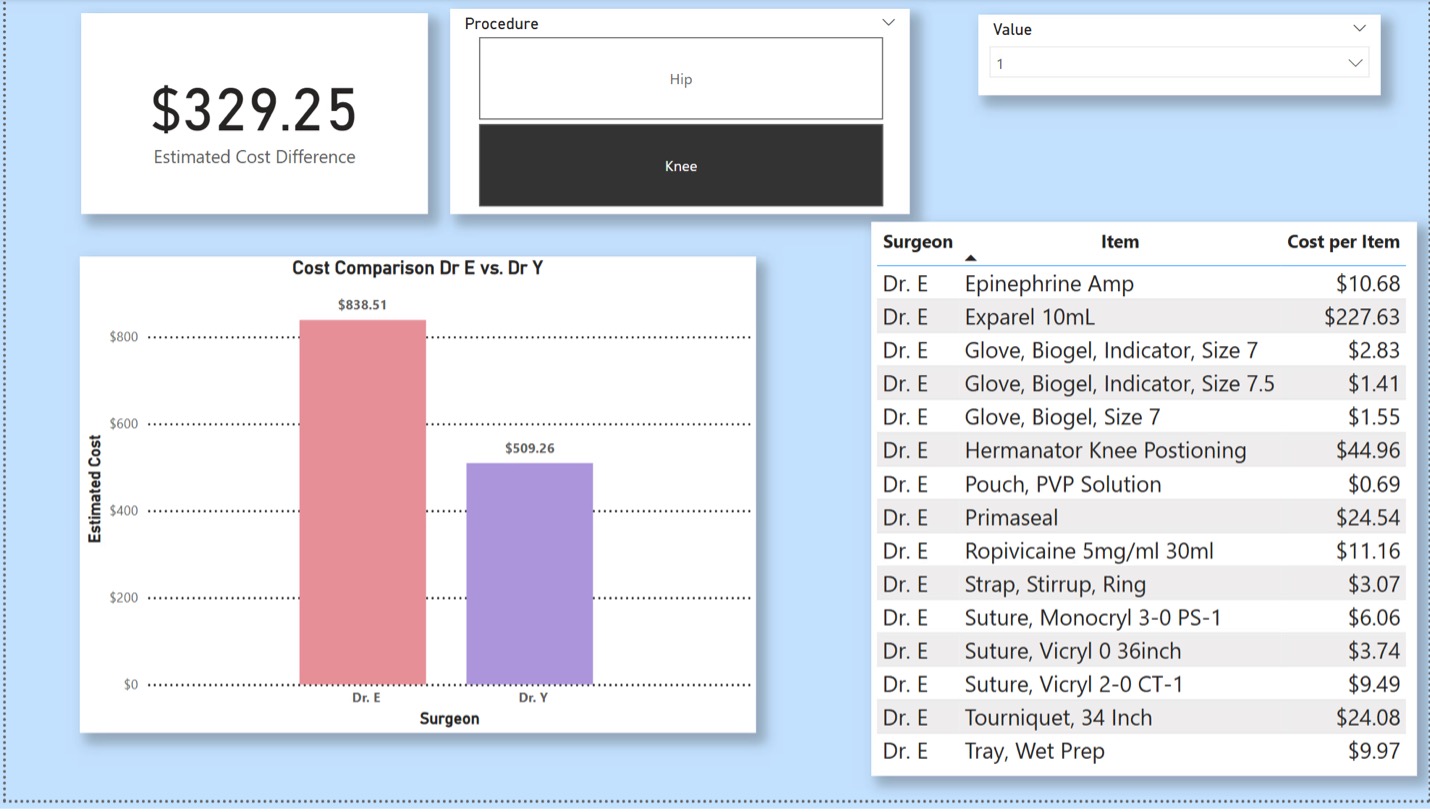 $329.25
Estimated Cost Difference
Procedure
Hip
Knee
Value
1
Cost Comparison Dr E vs. Dr Y
Estimated Cost
$800
$600
$400
$200
$0
$838.51
$509.26
Dr. E Dr. Y
Surgeon
Surgeon Item Cost per Item
Dr. E Epinephrine Amp $10.68
Dr. E Exparel 10mL $227.63
Dr. E Glove, Biogel, Indicator, Size 7 $2.83
Dr. E Glove, Biogel, Indicator, Size 7.5 $1.41
Dr. E Glove, Biogel, Size 7 $1.55
Dr. E Hermanator Knee Postioning $44.96
Dr. E Pouch, PVP Solution $0.69
Dr. E Primaseal $24.54
Dr. E Ropivicaine 5mg/ml 30ml $11.16
Dr. E Strap, Stirrup, Ring $3.07
Dr. E Suture, Monocryl 3-0 PS-1 $6.06
Dr. E Suture, Vicryl 0 36inch $3.74
Dr. E Suture, Vicryl 2-0 CT-1 $9.49
Dr. E Tourniquet, 34 Inch $24.08
Dr. E Tray, Wet Prep $9.97